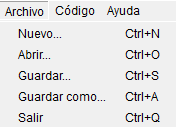 Archivo Código Ayuda
Nuevo... Ctrl+N
Abrir... Ctrl+O
Guardar... Ctrl+S
Guardar como... Ctrl+A
Salir Ctrl+Q